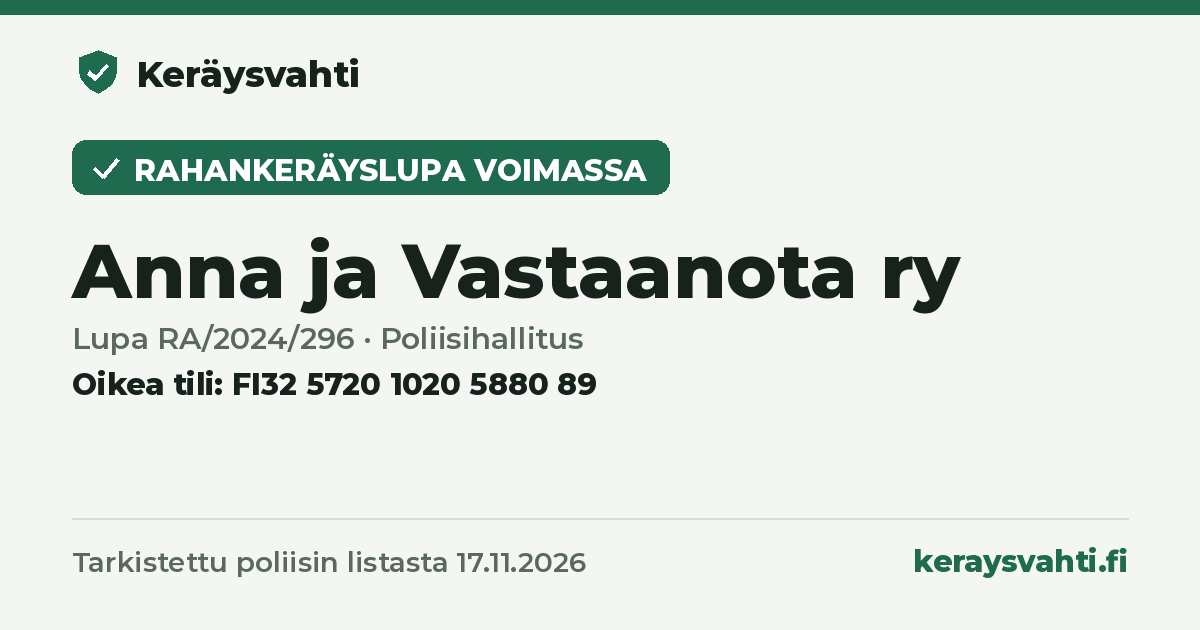 Keräysvahti
RAHANKERÄYSLUPA VOIMASSA
Anna ja Vastaanota ry
Lupa RA/2024/296 · Poliisihallitus
Oikea tili: FI32 5720 1020 5880 89
Tarkistettu poliisin listasta 17.11.2026
keraysvahti.fi